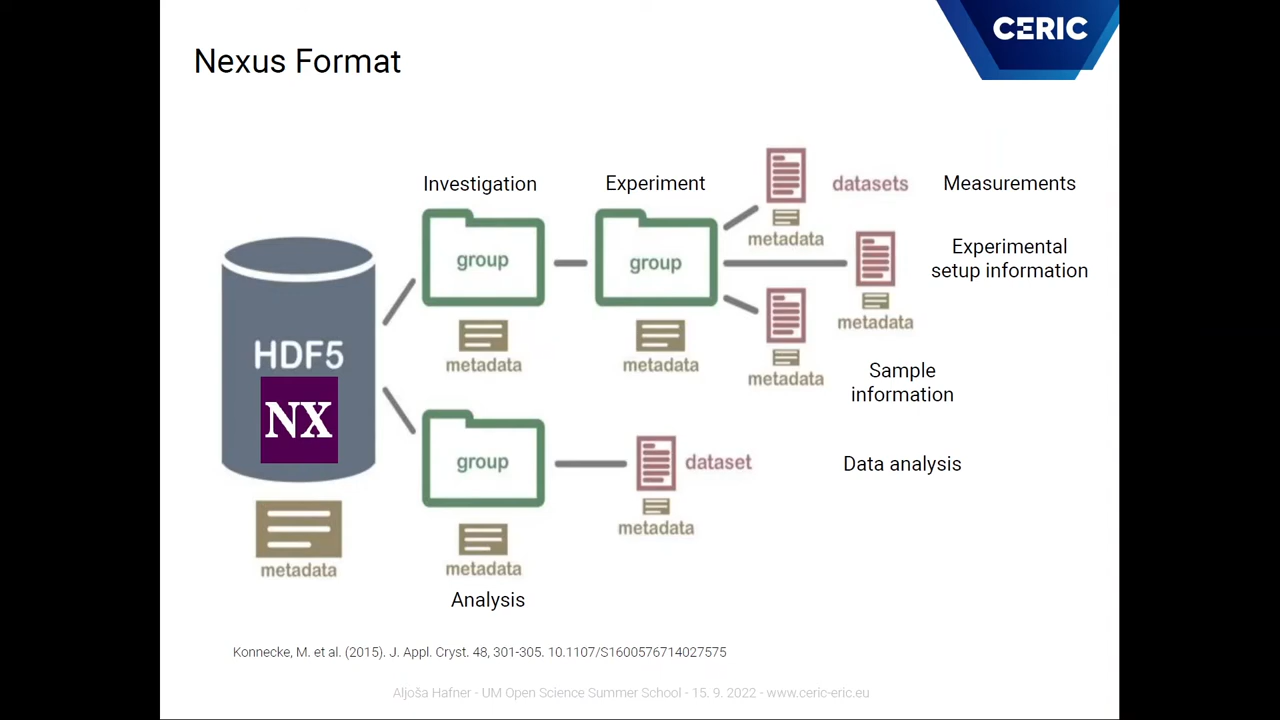 CERIC
Nexus Format
Investigation
Experiment
datasets
Measurements
metadata
Experimental
setup information
group
group
metadata
HDF5
NX
metadata
metadata
metadata
Sample
information
group
dataset
Data analysis
metadata
metadata
metadata
Analysis
Konnecke, M. et al. (2015). J. Appl. Cryst. 48, 301-305. 10.1107/S1600576714027575
Aljoša Hafner - UM Open Science Summer School - 15. 9. 2022 - www.ceric-eric.eu